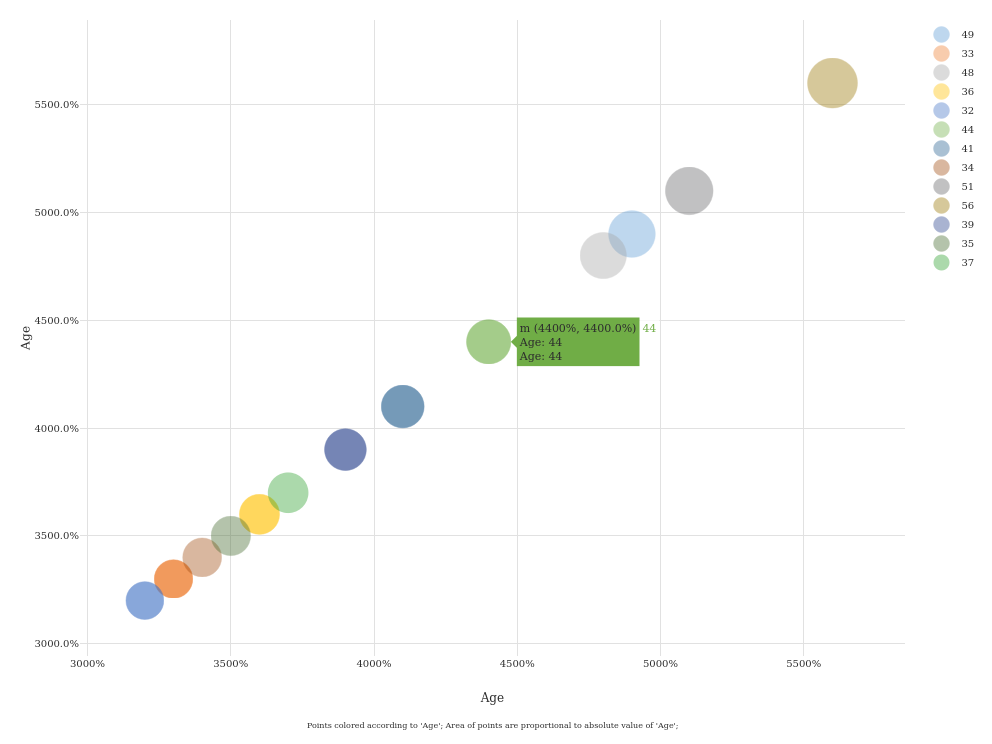 49
33
48
36
32
44
41
34
51
56
39
35
37
5500.0%
5000.0%
4500.0%
4000.0%
3500.0%
3000.0%
Age
m (4400%, 4400.0%) 44
Age: 44
Age: 44
3000% 3500% 4000% 4500% 5000% 5500%
Age
Points colored according to 'Age'; Area of points are proportional to absolute value of 'Age';